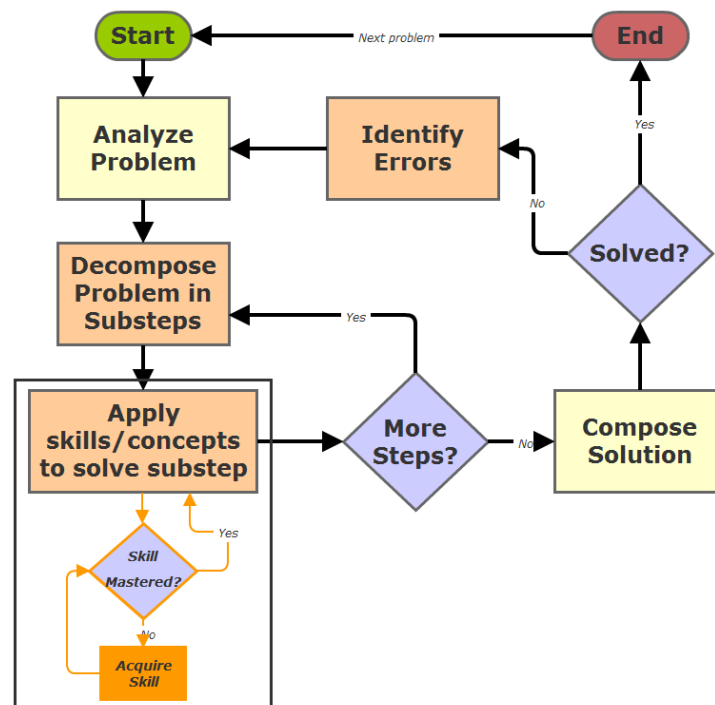 Start
Next problem
End
Analyze
Problem
Identify
Errors
Yes
No
Solved?
Decompose
Problem in
Substeps
Yes
Apply
skills/concepts
to solve substep
More
Steps?
No
Compose
Solution
Yes
Skill
Mastered?
No
Acquire
Skill